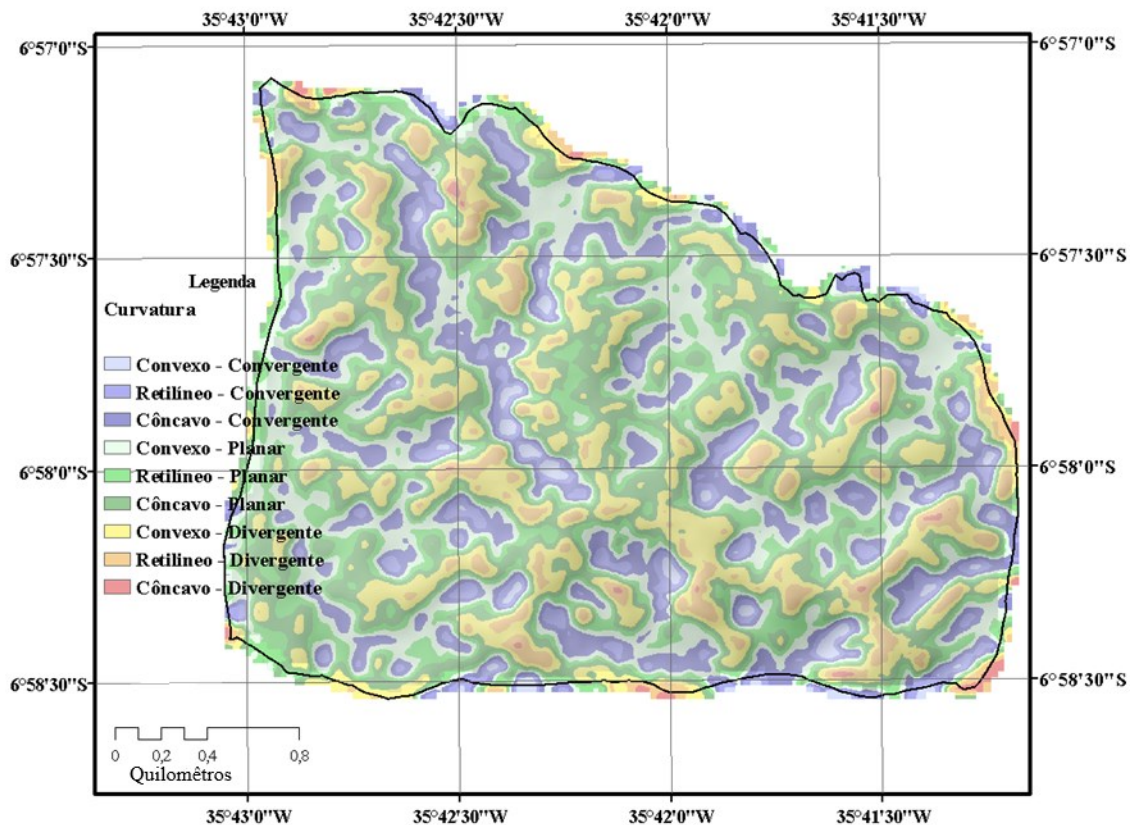 35°43'0"W 35°42'30"W 35°42'0"W 35°41'30"W
6°57'0"S 6°57'0"S
6°57'30"S 6°57'30"S
Legenda
Curvatura
Convexo - Convergente
Retilineo - Convergente
Côncavo - Convergente
Convexo - Planar
Retilineo - Planar
6°58'0"S 6°58'0"S
Côncavo - Planar
Convexo - Divergente
Retilineo - Divergente
Côncavo - Divergente
6°58'30"S 6°58'30"S
0 0,2 0,4 0,8
Quilomêtros
35°43'0"W 35°42'30"W 35°42'0"W 35°41'30"W